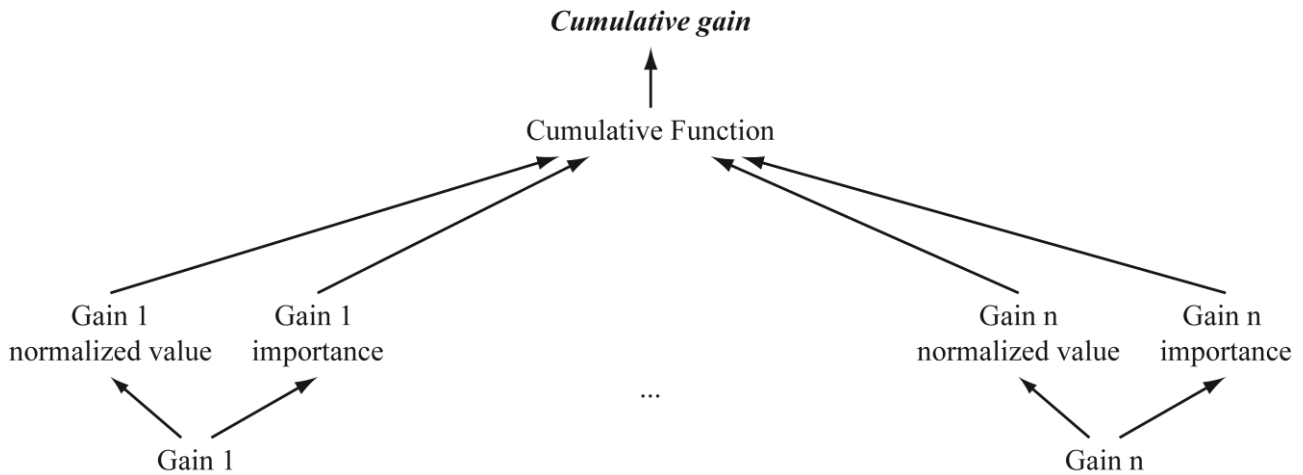 Cumulative gain
Cumulative Function
Gain 1
normalized value
Gain 1
importance
Gain n
normalized value
Gain n
importance
...
Gain 1
Gain n